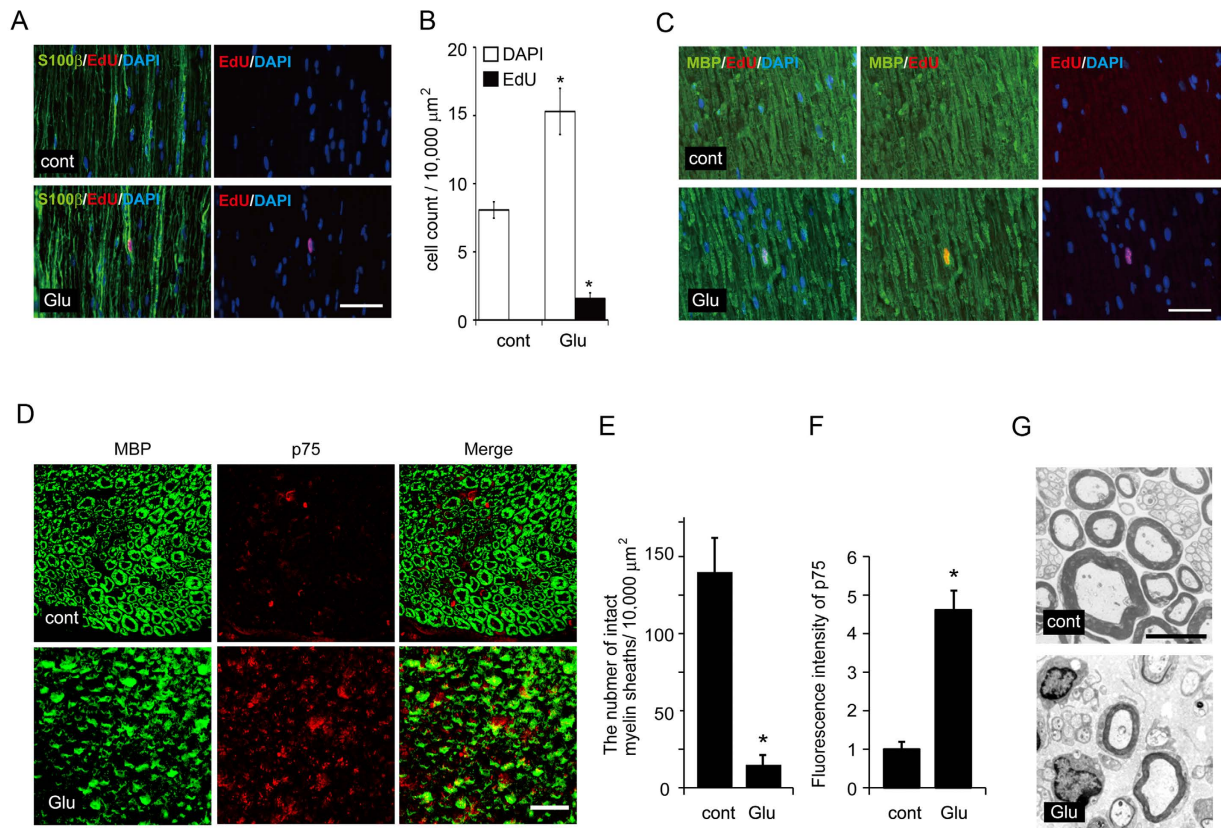 A
S100β/EdU/DAPI
EdU/DAPI
cont
S100β/EdU/DAPI
EdU/DAPI
Glu
B
cell count / 10,000 μm²
20
15
10
5
0
DAPI
EdU
*
*
cont
Glu
C
MBP/EdU/DAPI
MBP/EdU
EdU/DAPI
cont
Glu
D
MBP
p75
Merge
cont
Glu
E
The nubmer of intact
myelin sheaths/ 10,000 μm²
150
100
50
0
*
cont
Glu
F
Fluorescence intensity of p75
6
5
4
3
2
1
0
*
cont
Glu
G
cont
Glu